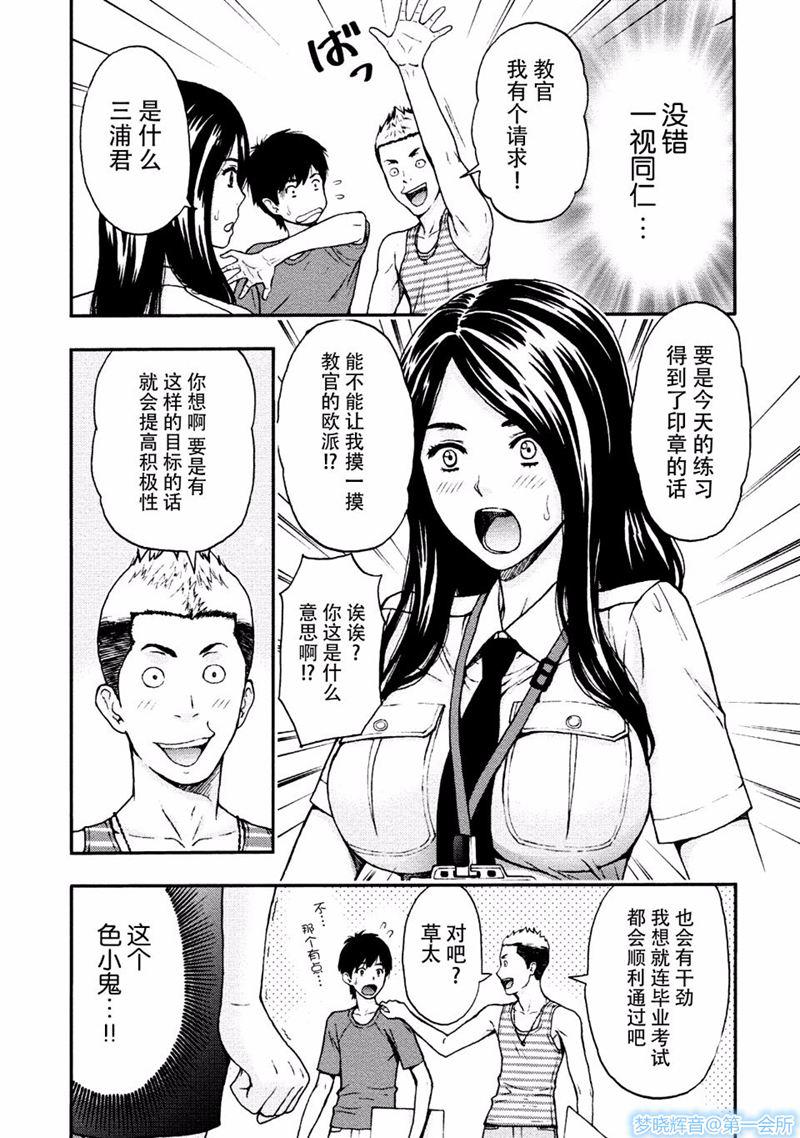 没错
一视同仁…
教官
我有个请求！
ばっ
是什么
三浦君
要是今天的练习
得到了印章的话
能不能让我摸一摸
教官的欧派!?
诶诶？
你这是什么
意思啊!?
你想啊 要是有
这样的目标的话
就会提高积极性
也会有干劲
我想就连毕业考试
都会顺利通过吧
对吧？
草太
不…
那个有点…
这个
色小鬼…!!
梦晓辉音@第一会所